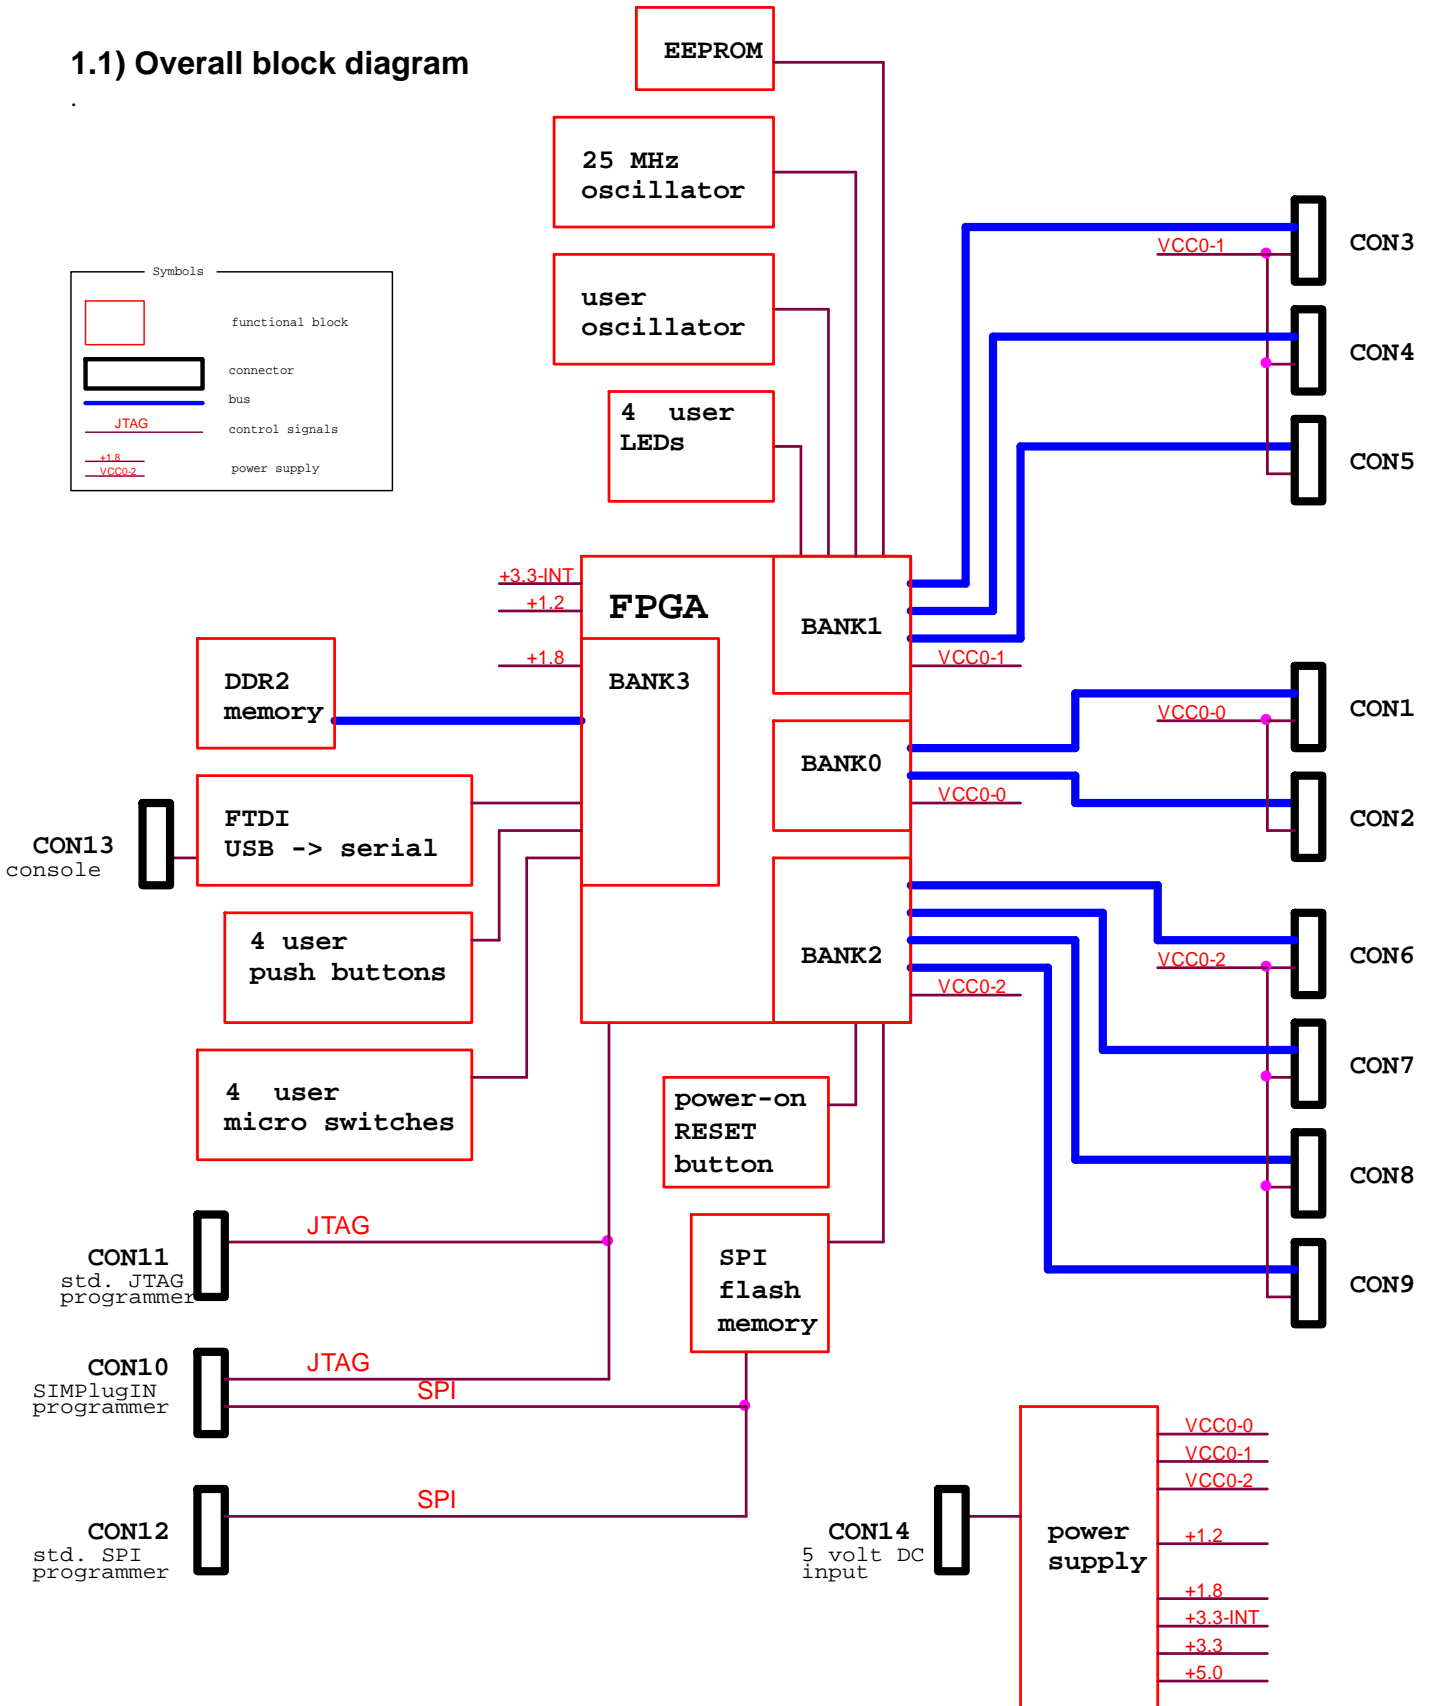 1.1) Overall block diagram
.
EEPROM
25 MHz
oscillator
user
oscillator
4  user
LEDs
Symbols
functional block
connector
bus
JTAG
control signals
+1.8
VCC0-2
power supply
VCC0-1
CON3
CON4
CON5
+3.3-INT
+1.2
+1.8
FPGA
BANK1
VCC0-1
BANK3
DDR2
memory
BANK0
VCC0-0
VCC0-0
CON1
CON2
CON13
console
FTDI
USB -> serial
4 user
push buttons
4  user
micro switches
BANK2
VCC0-2
VCC0-2
CON6
CON7
CON8
CON9
power-on
RESET
button
SPI
flash
memory
JTAG
CON11
std. JTAG
programmer
JTAG
SPI
CON10
SIMPlugIN
programmer
SPI
CON12
std. SPI
programmer
CON14
5 volt DC
input
power
supply
VCC0-0
VCC0-1
VCC0-2
+1.2
+1.8
+3.3-INT
+3.3
+5.0